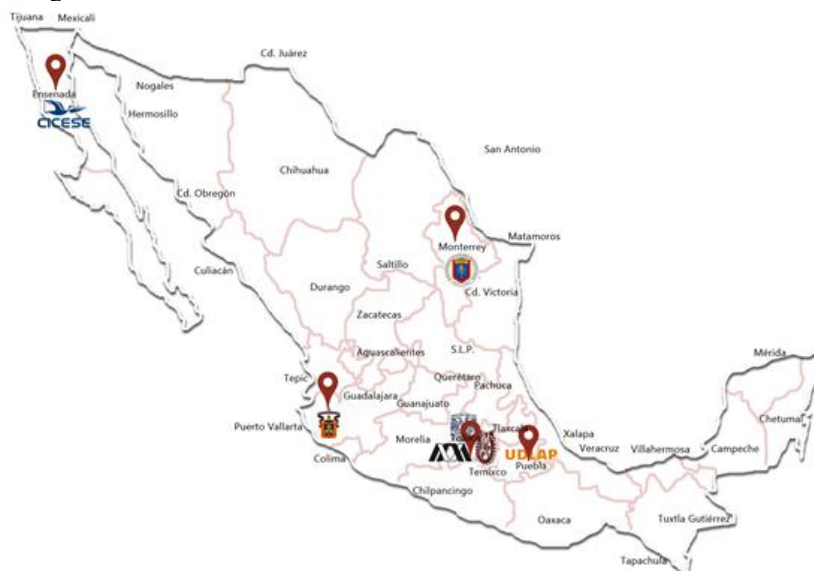 Tijuana Mexicali
Cd. Juárez
Ensenada
Nogales
CICESE
Hermosillo
San Antonio
Chihuahua
Cd. Obregón
Monterrey
Matamoros
Culiacán
Saltillo
Durango
Cd. Victoria
Zacatecas
Aguascalientes
S.L.P.
Mérida
Tepic
Querétaro
Pachuca
Guadalajara
Guanajuato
Chetumal
Puerto Vallarta
Tlaxcala
Xalapa
Morelia
Veracruz
Villahermosa
Campeche
Colima
UDLAP
Temixco
Puebla
Chilpancingo
Oaxaca
Tuxtla Gutiérrez
Tapachula